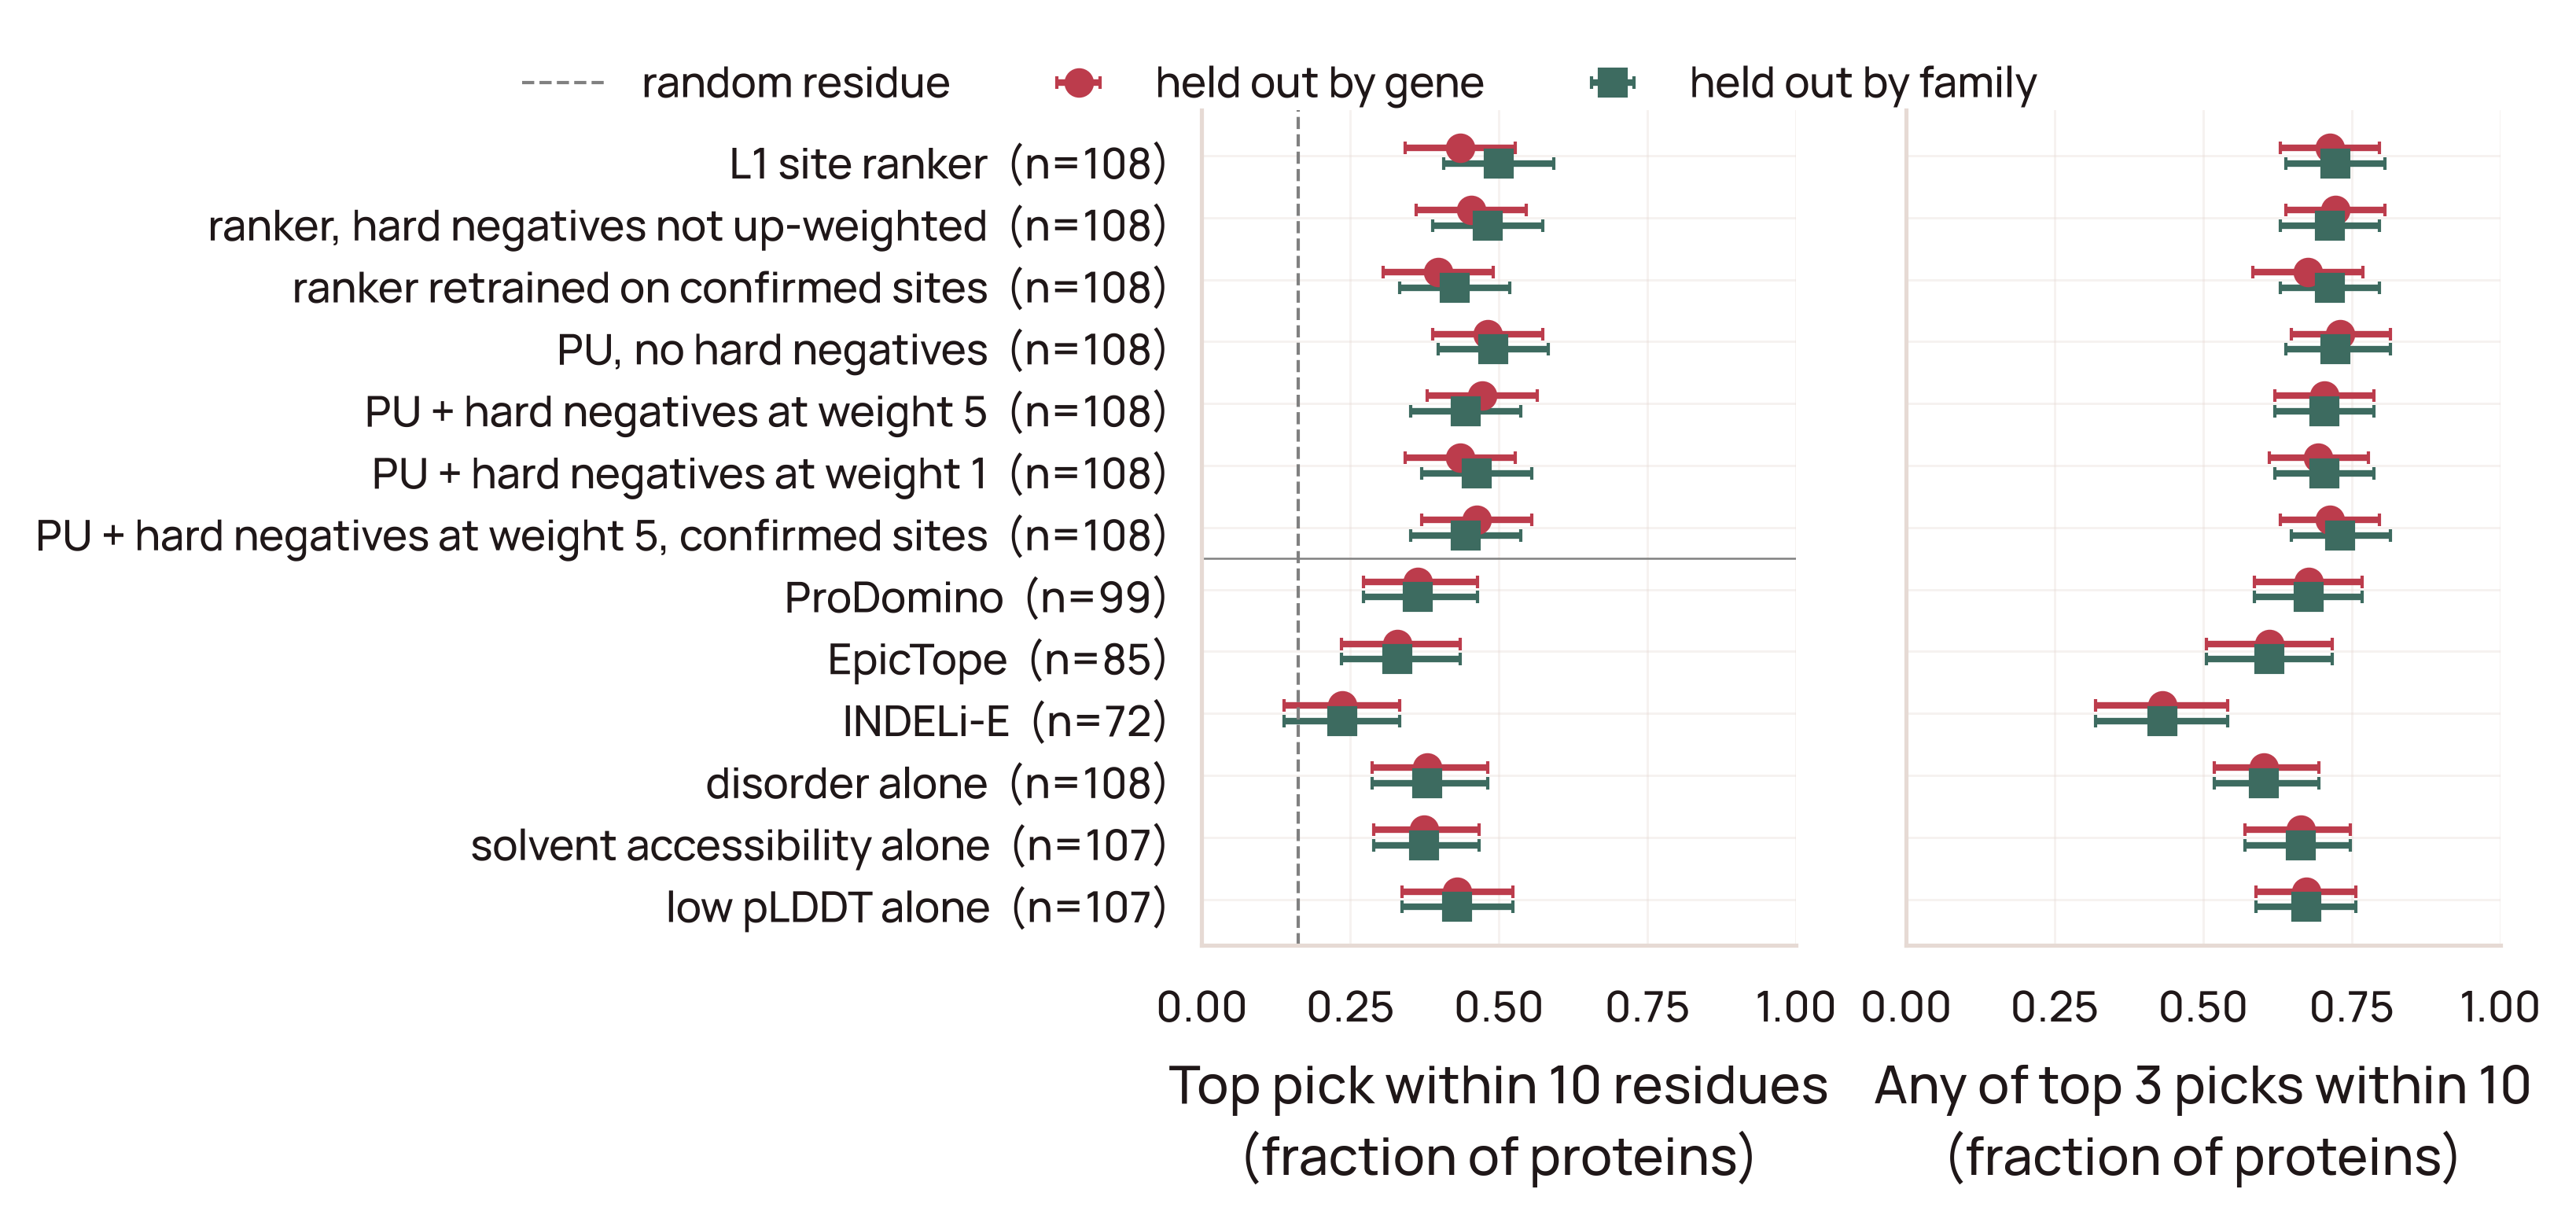 random residue
held out by gene
held out by family
L1 site ranker (n=108)
ranker, hard negatives not up-weighted (n=108)
ranker retrained on confirmed sites (n=108)
PU, no hard negatives (n=108)
PU + hard negatives at weight 5 (n=108)
PU + hard negatives at weight 1 (n=108)
PU + hard negatives at weight 5, confirmed sites (n=108)
ProDomino (n=99)
EpicTope (n=85)
INDELi-E (n=72)
disorder alone (n=108)
solvent accessibility alone (n=107)
low pLDDT alone (n=107)
0.00 0.25 0.50 0.75 1.00
Top pick within 10 residues
(fraction of proteins)
0.00 0.25 0.50 0.75 1.00
Any of top 3 picks within 10
(fraction of proteins)